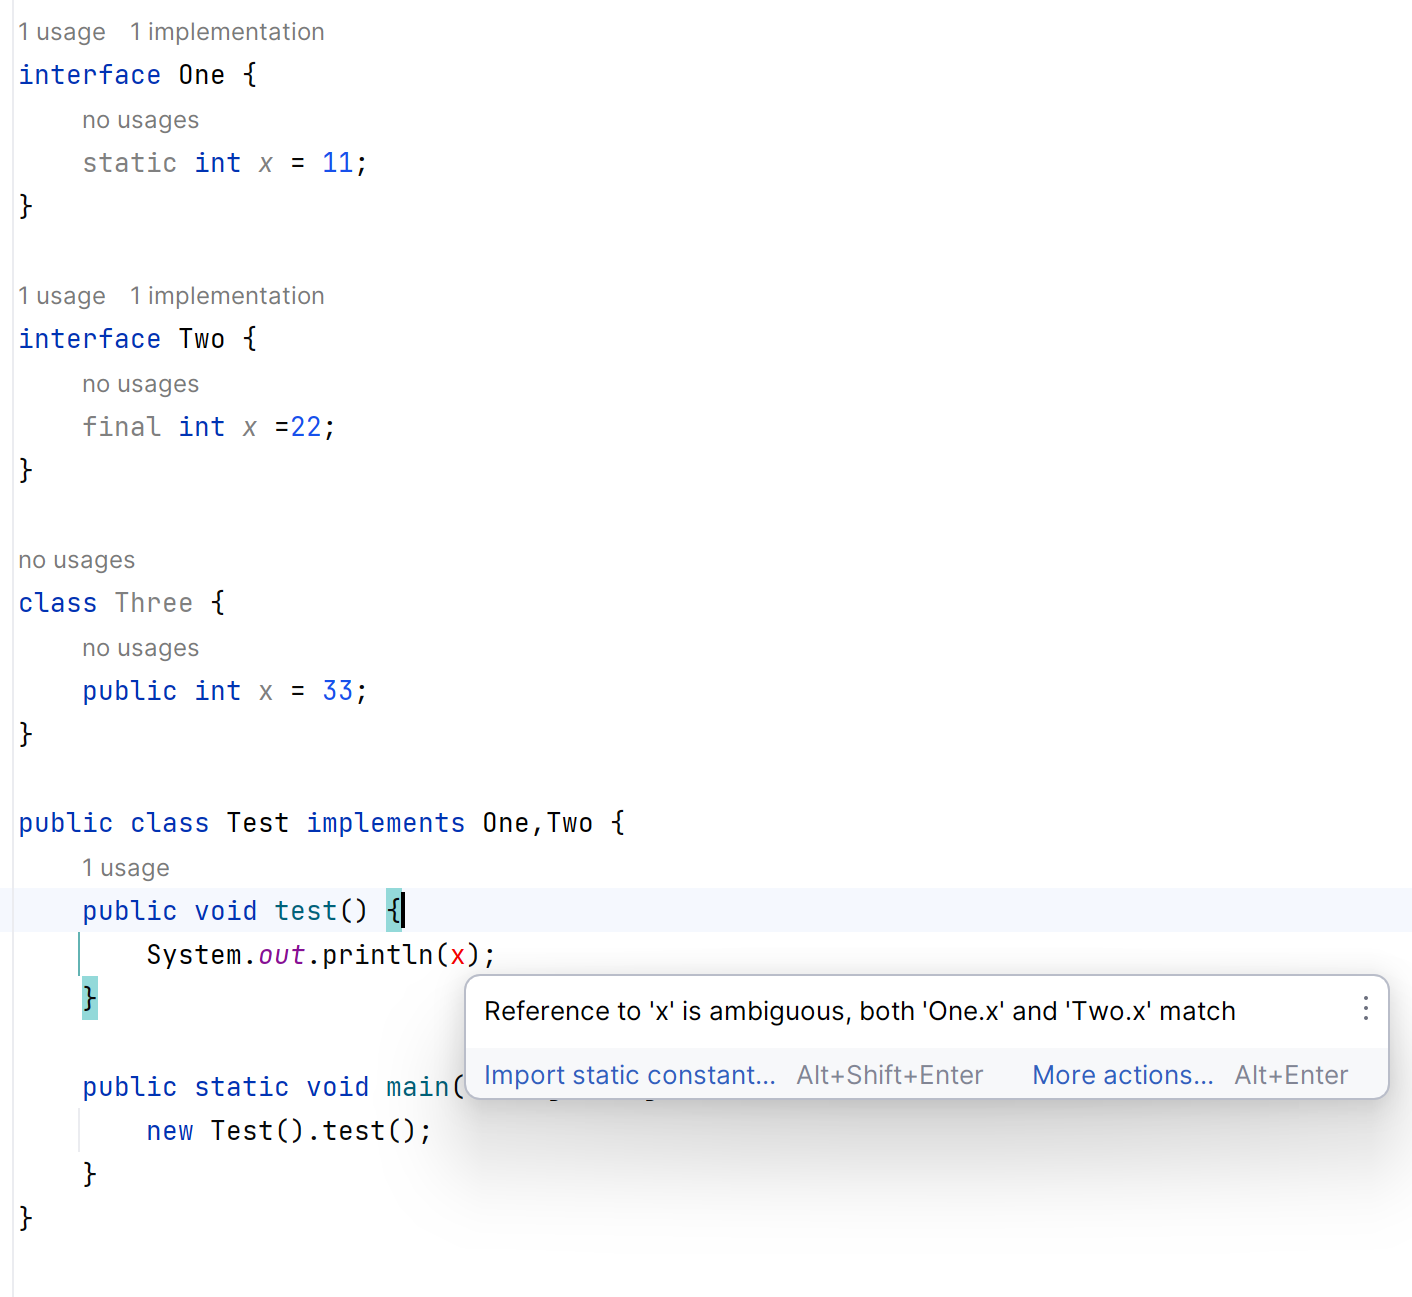 1 usage   1 implementation
interface One {
    no usages
    static int x = 11;
}
1 usage   1 implementation
interface Two {
    no usages
    final int x =22;
}
no usages
class Three {
    no usages
    public int x = 33;
}
public class Test implements One,Two {
    1 usage
    public void test() {
        System.out.println(x);
    }
Reference to 'x' is ambiguous, both 'One.x' and 'Two.x' match
Import static constant... Alt+Shift+Enter   More actions... Alt+Enter
    public static void main(
        new Test().test();
    }
}